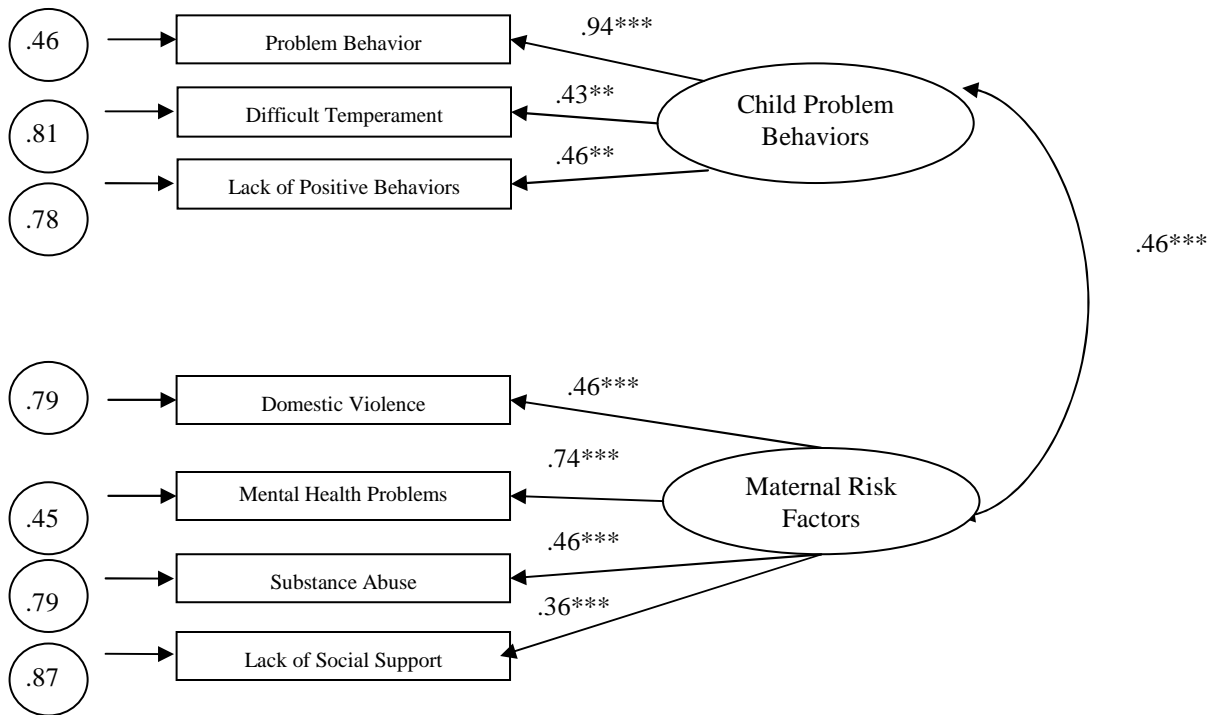 .46
Problem Behavior
.94***
.81
Difficult Temperament
.43**
Child Problem
Behaviors
.78
Lack of Positive Behaviors
.46**
.46***
.79
Domestic Violence
.46***
.45
Mental Health Problems
.74***
Maternal Risk
Factors
.79
Substance Abuse
.46***
.87
Lack of Social Support
.36***